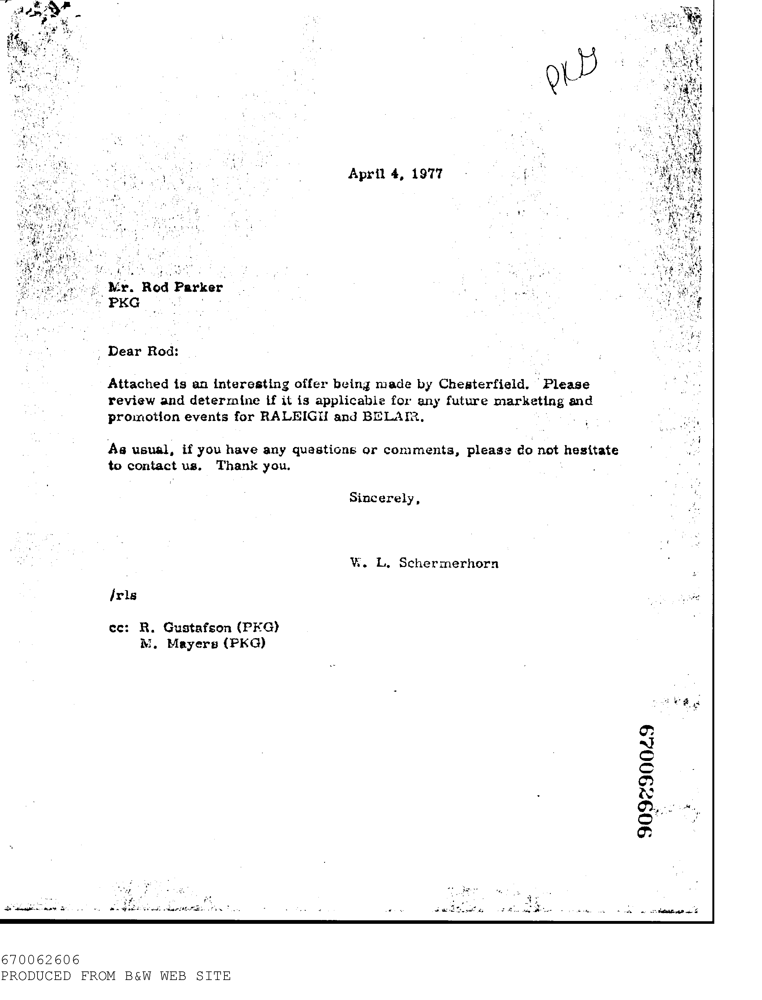 PKG
April 4, 1977
Mr. Rod Parker
PKG
Dear Rod:
Attached is an interesting offer being made by Chesterfield. Please
review and determine if it is applicable for any future marketing and
promotion events for RALEIGH and BELAIR.
As usual, if you have any questions or comments, please do not hesitate
to contact us. Thank you.
Sincerely,
W. L. Schermerhorn
/rls
cc: R. Gustafson (PKG)
M. Mayers (PKG)
670062606
670062606
PRODUCED FROM B&W WEB SITE